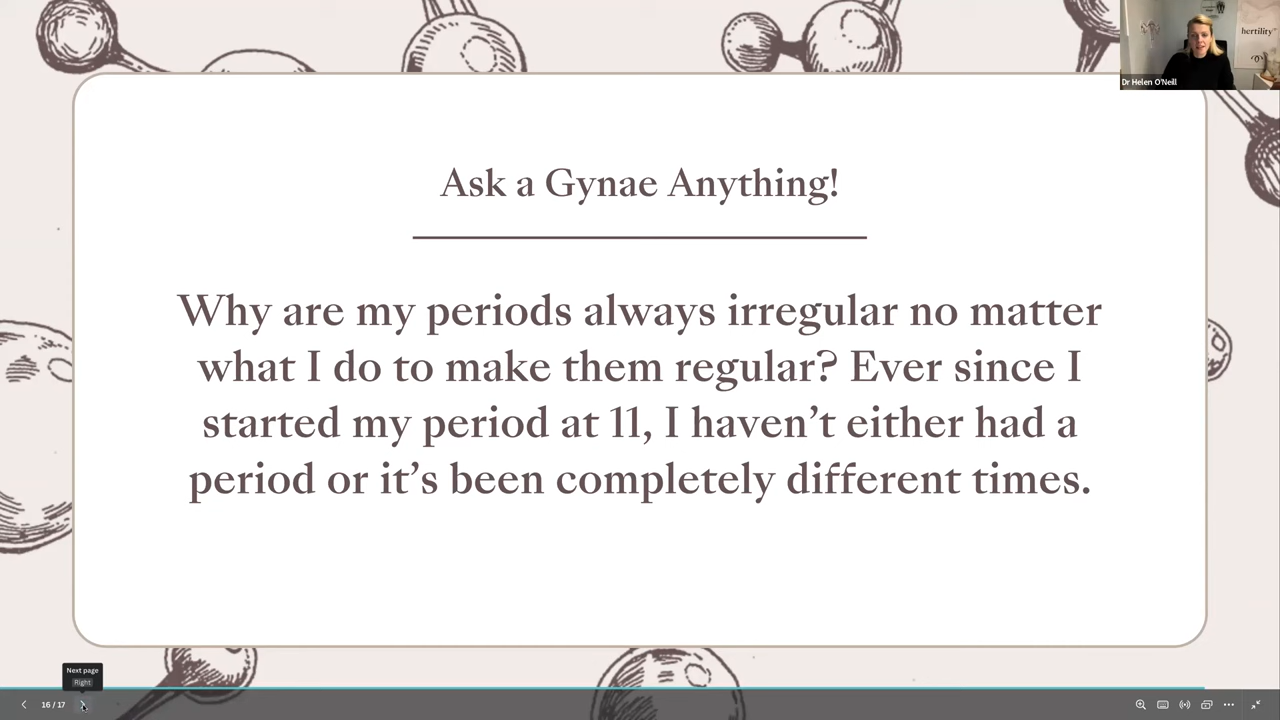 hertility
Dr Helen O'Neill
Ask a Gynae Anything!
Why are my periods always irregular no matter
what I do to make them regular? Ever since I
started my period at 11, I haven’t either had a
period or it’s been completely different times.
Next page
Right
16 / 17